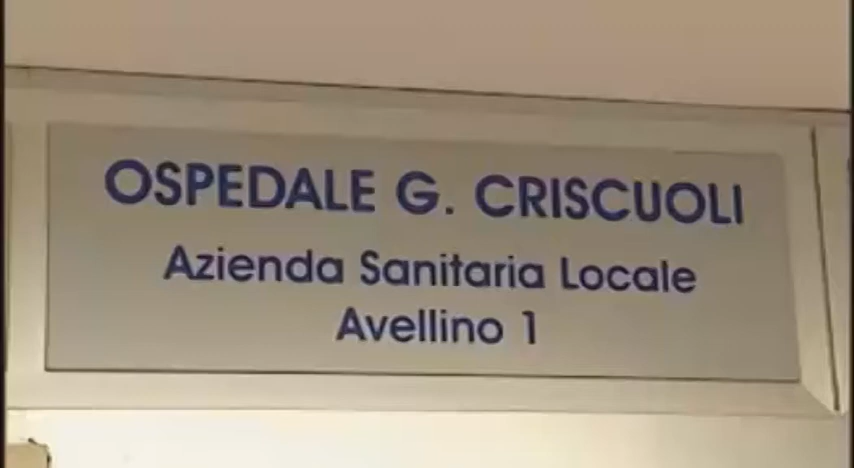 OSPEDALE G. CRISCUOLI
Azienda Sanitaria Locale
Avellino 1